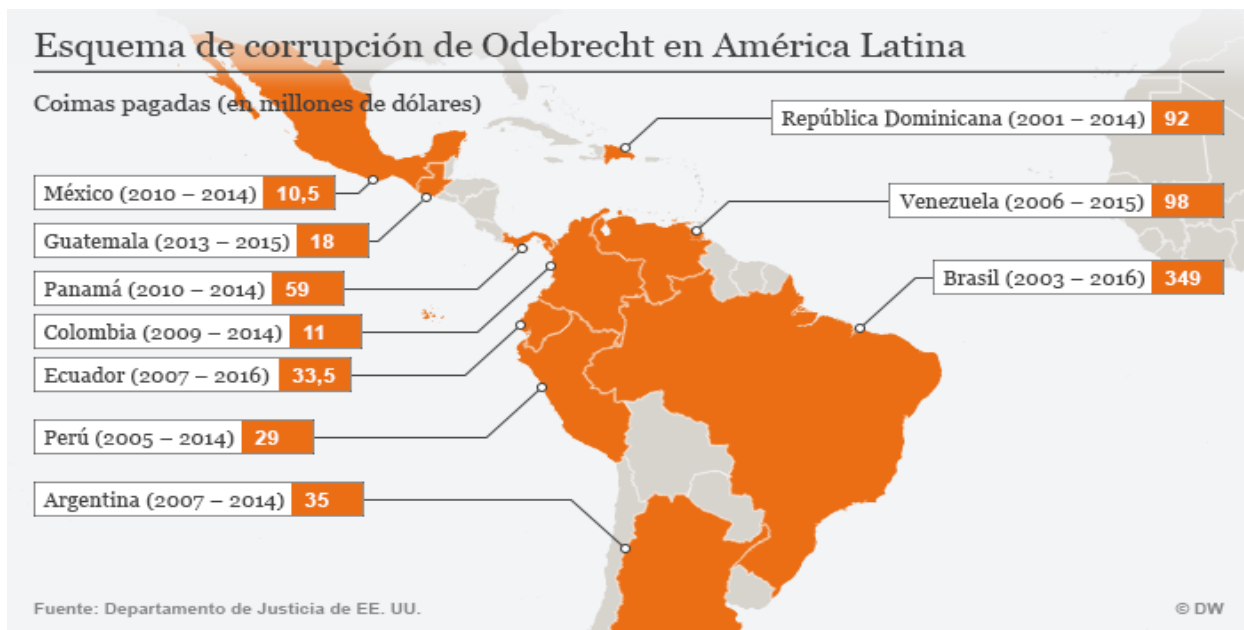 Esquema de corrupción de Odebrecht en América Latina
Coimas pagadas (en millones de dólares)
República Dominicana (2001 – 2014) 92
México (2010 – 2014) 10,5
Venezuela (2006 – 2015) 98
Guatemala (2013 – 2015) 18
Panamá (2010 – 2014) 59
Brasil (2003 – 2016) 349
Colombia (2009 – 2014) 11
Ecuador (2007 – 2016) 33,5
Perú (2005 – 2014) 29
Argentina (2007 – 2014) 35
Fuente: Departamento de Justicia de EE. UU.
© DW